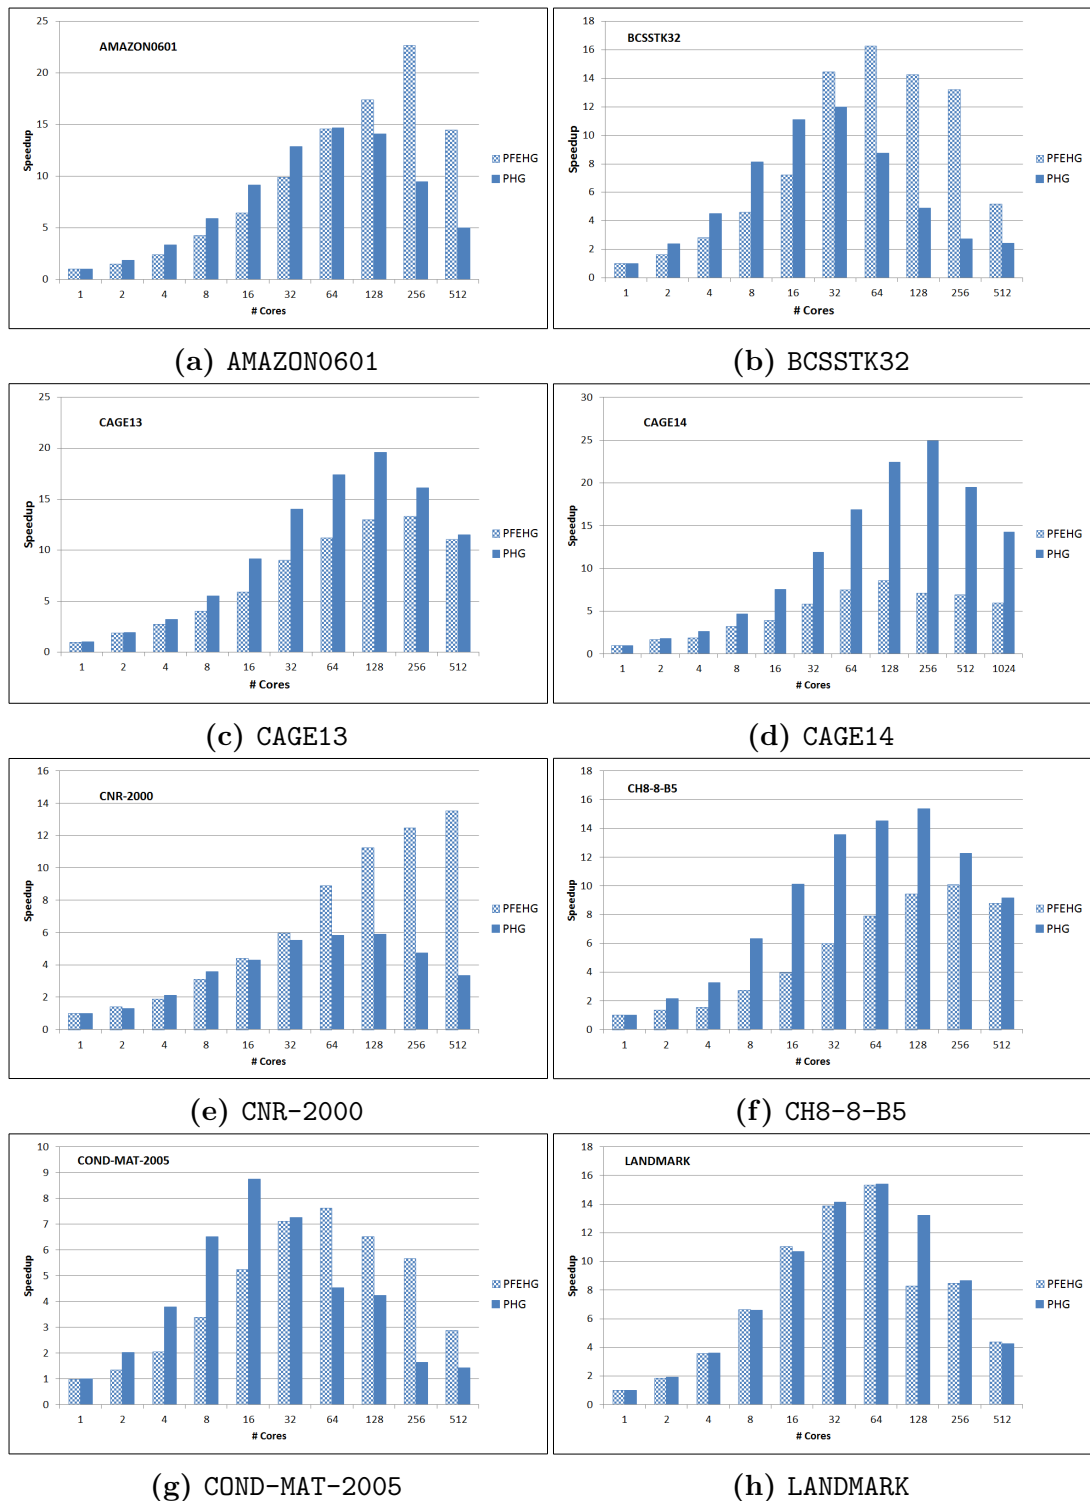 AMAZON0601
Speedup
25
20
15
10
5
0
1 2 4 8 16 32 64 128 256 512
# Cores
PFEHG
PHG
(a) AMAZON0601
BCSSTK32
Speedup
18
16
14
12
10
8
6
4
2
0
1 2 4 8 16 32 64 128 256 512
# Cores
PFEHG
PHG
(b) BCSSTK32
CAGE13
Speedup
25
20
15
10
5
0
1 2 4 8 16 32 64 128 256 512
# Cores
PFEHG
PHG
(c) CAGE13
CAGE14
Speedup
30
25
20
15
10
5
0
1 2 4 8 16 32 64 128 256 512 1024
# Cores
PFEHG
PHG
(d) CAGE14
CNR-2000
Speedup
16
14
12
10
8
6
4
2
0
1 2 4 8 16 32 64 128 256 512
# Cores
PFEHG
PHG
(e) CNR-2000
CH8-8-B5
Speedup
18
16
14
12
10
8
6
4
2
0
1 2 4 8 16 32 64 128 256 512
# Cores
PFEHG
PHG
(f) CH8-8-B5
COND-MAT-2005
Speedup
10
9
8
7
6
5
4
3
2
1
0
1 2 4 8 16 32 64 128 256 512
# Cores
PFEHG
PHG
(g) COND-MAT-2005
LANDMARK
Speedup
18
16
14
12
10
8
6
4
2
0
1 2 4 8 16 32 64 128 256 512
# Cores
PFEHG
PHG
(h) LANDMARK